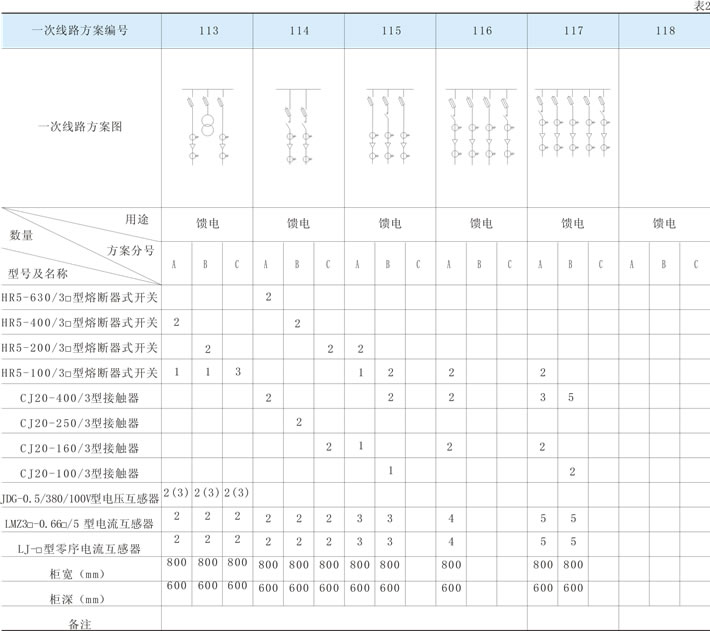 表2
一次线路方案编号 113 114 115 116 117 118
一次线路方案图
用途 馈电 馈电 馈电 馈电 馈电 馈电
数量
方案分号 A B C A B C A B C A B C A B C A B C
型号及名称
HR5-630/3□型熔断器式开关 2
HR5-400/3□型熔断器式开关 2 2
HR5-200/3□型熔断器式开关 2 2 2
HR5-100/3□型熔断器式开关 1 1 3 1 2 2 2
CJ20-400/3型接触器 2 2 2 3 5
CJ20-250/3型接触器 2
CJ20-160/3型接触器 2 1 2 2
CJ20-100/3型接触器 1 2
JDG-0.5/380/100V型电压互感器 2(3) 2(3) 2(3)
LMZ3□-0.66□/5 型电流互感器 2 2 2 2 2 2 3 3 4 5 5
LJ-□型零序电流互感器 2 2 2 2 2 2 3 3 4 5 5
柜宽（mm） 800 800 800 800 800 800 800 800 800 800 800
柜深（mm） 600 600 600 600 600 600 600 600 600 600 600
备注